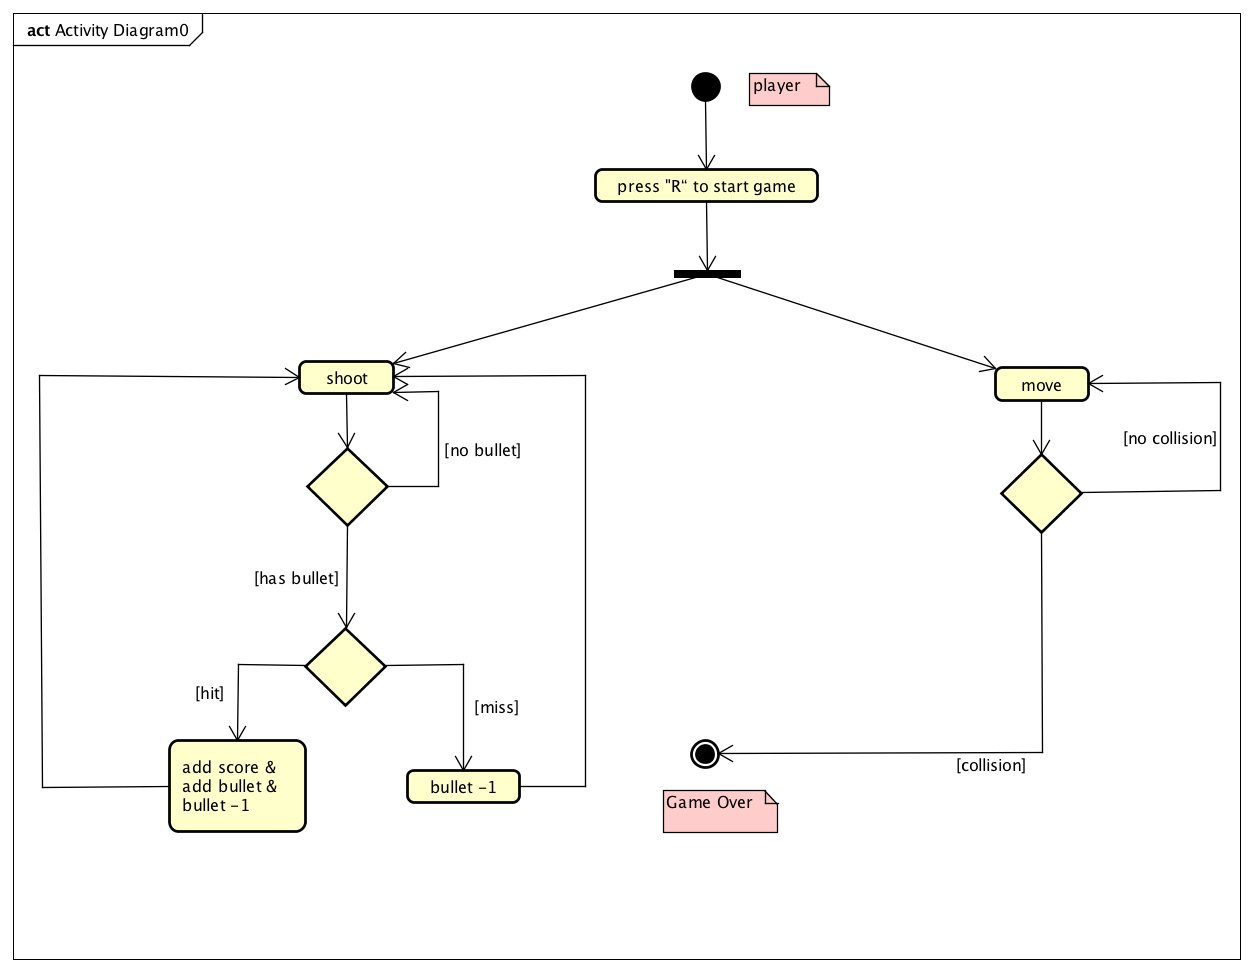 act Activity Diagram0
player
press "R“ to start game
shoot
move
[no collision]
[no bullet]
[has bullet]
[hit]
[miss]
add score &
add bullet &
bullet -1
bullet -1
[collision]
Game Over